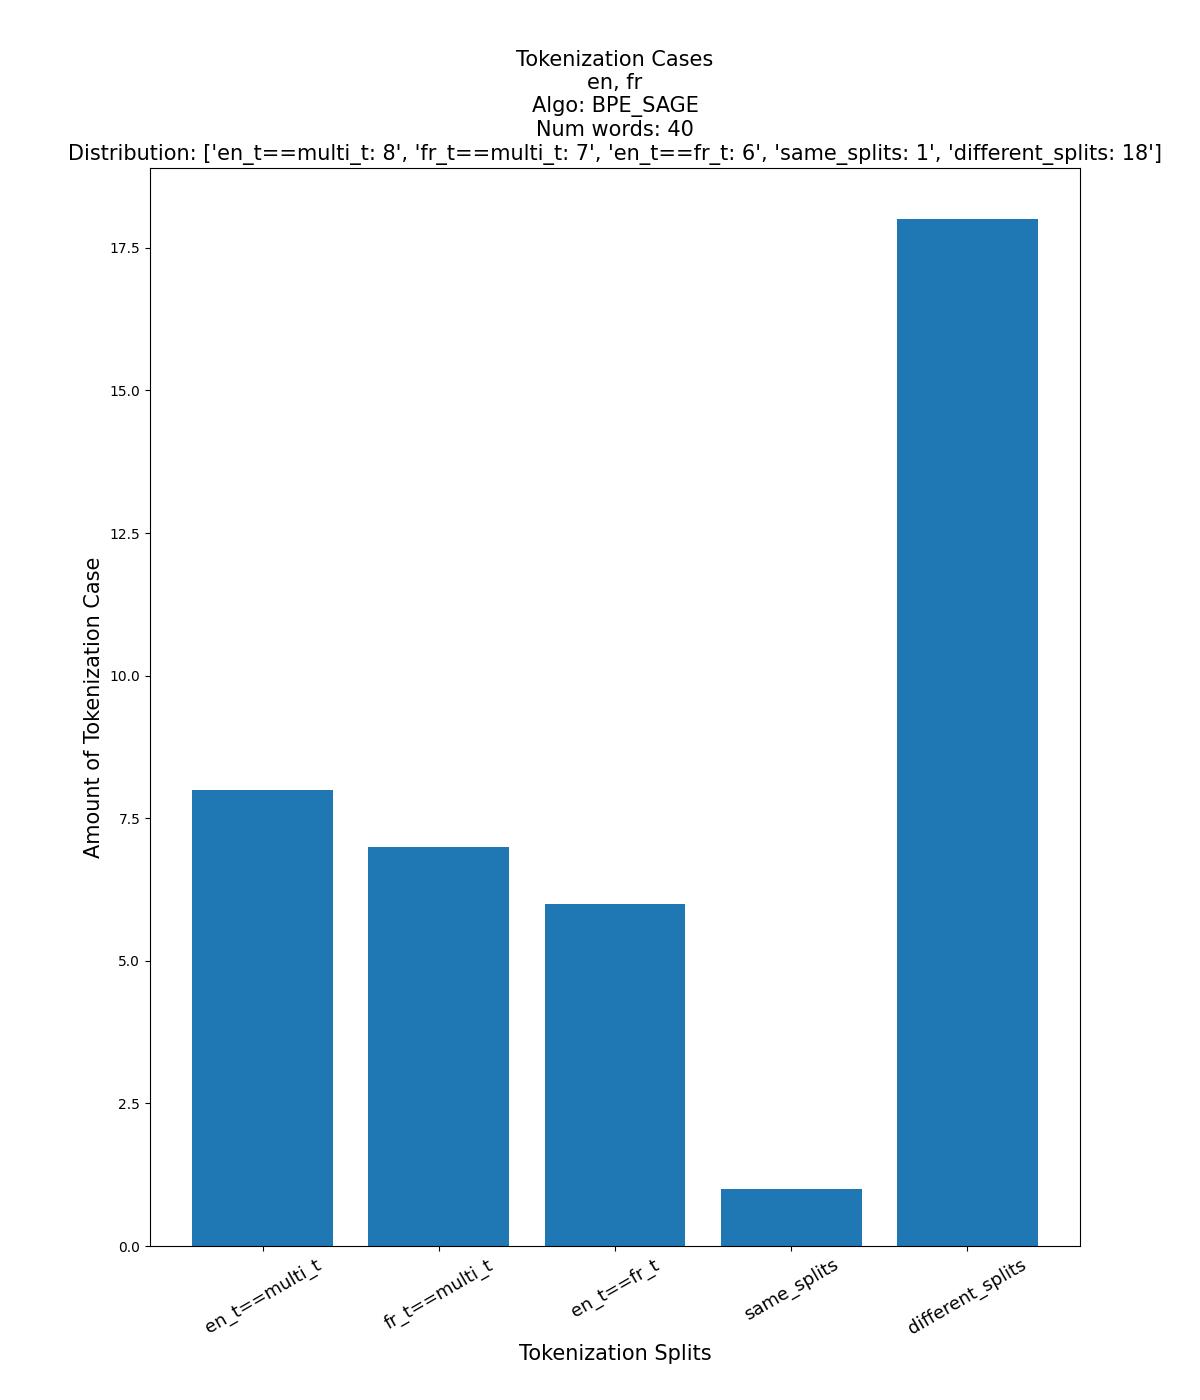 Tokenization Cases
en, fr
Algo: BPE_SAGE
Num words: 40
Distribution: ['en_t==multi_t: 8', 'fr_t==multi_t: 7', 'en_t==fr_t: 6', 'same_splits: 1', 'different_splits: 18']
Amount of Tokenization Case
17.5
15.0
12.5
10.0
7.5
5.0
2.5
0.0
en_t==multi_t
fr_t==multi_t
en_t==fr_t
same_splits
different_splits
Tokenization Splits